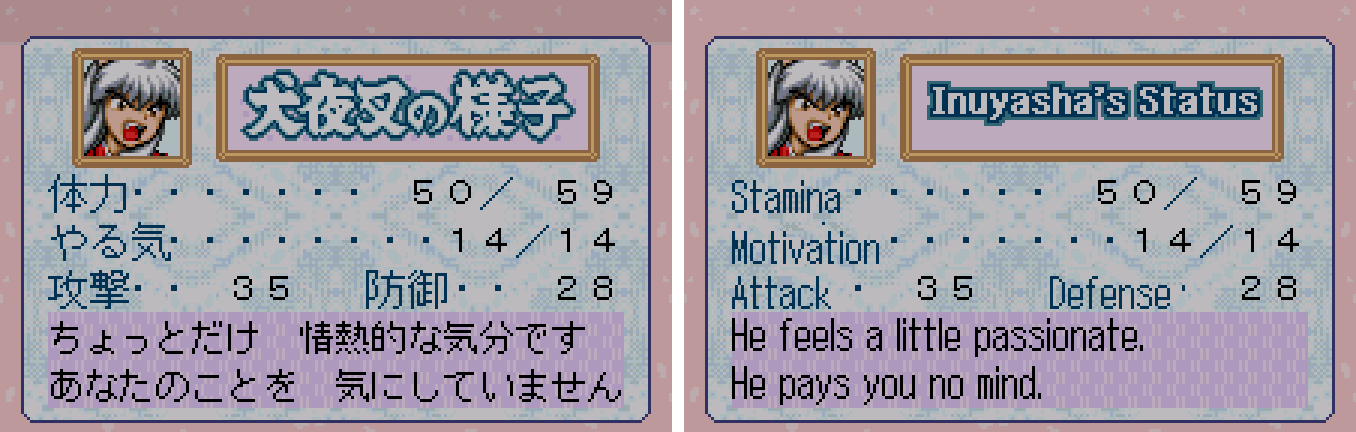 犬夜叉の様子
体力・・・・・・・ 50／ 59
やる気・・・・・・・14／14
攻撃・・ 35 防御・・ 28
ちょっとだけ 情熱的な気分です
あなたのことを 気にしていません
Inuyasha's Status
Stamina・・・・・・ 50／ 59
Motivation・・・・・・・14／14
Attack・ 35 Defense・ 28
He feels a little passionate.
He pays you no mind.